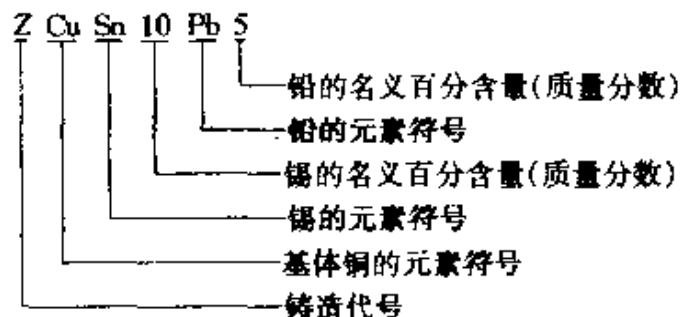 Z Cu Sn 10 Pb 5
铅的名义百分含量(质量分数)
铅的元素符号
锡的名义百分含量(质量分数)
锡的元素符号
基体铜的元素符号
铸造代号